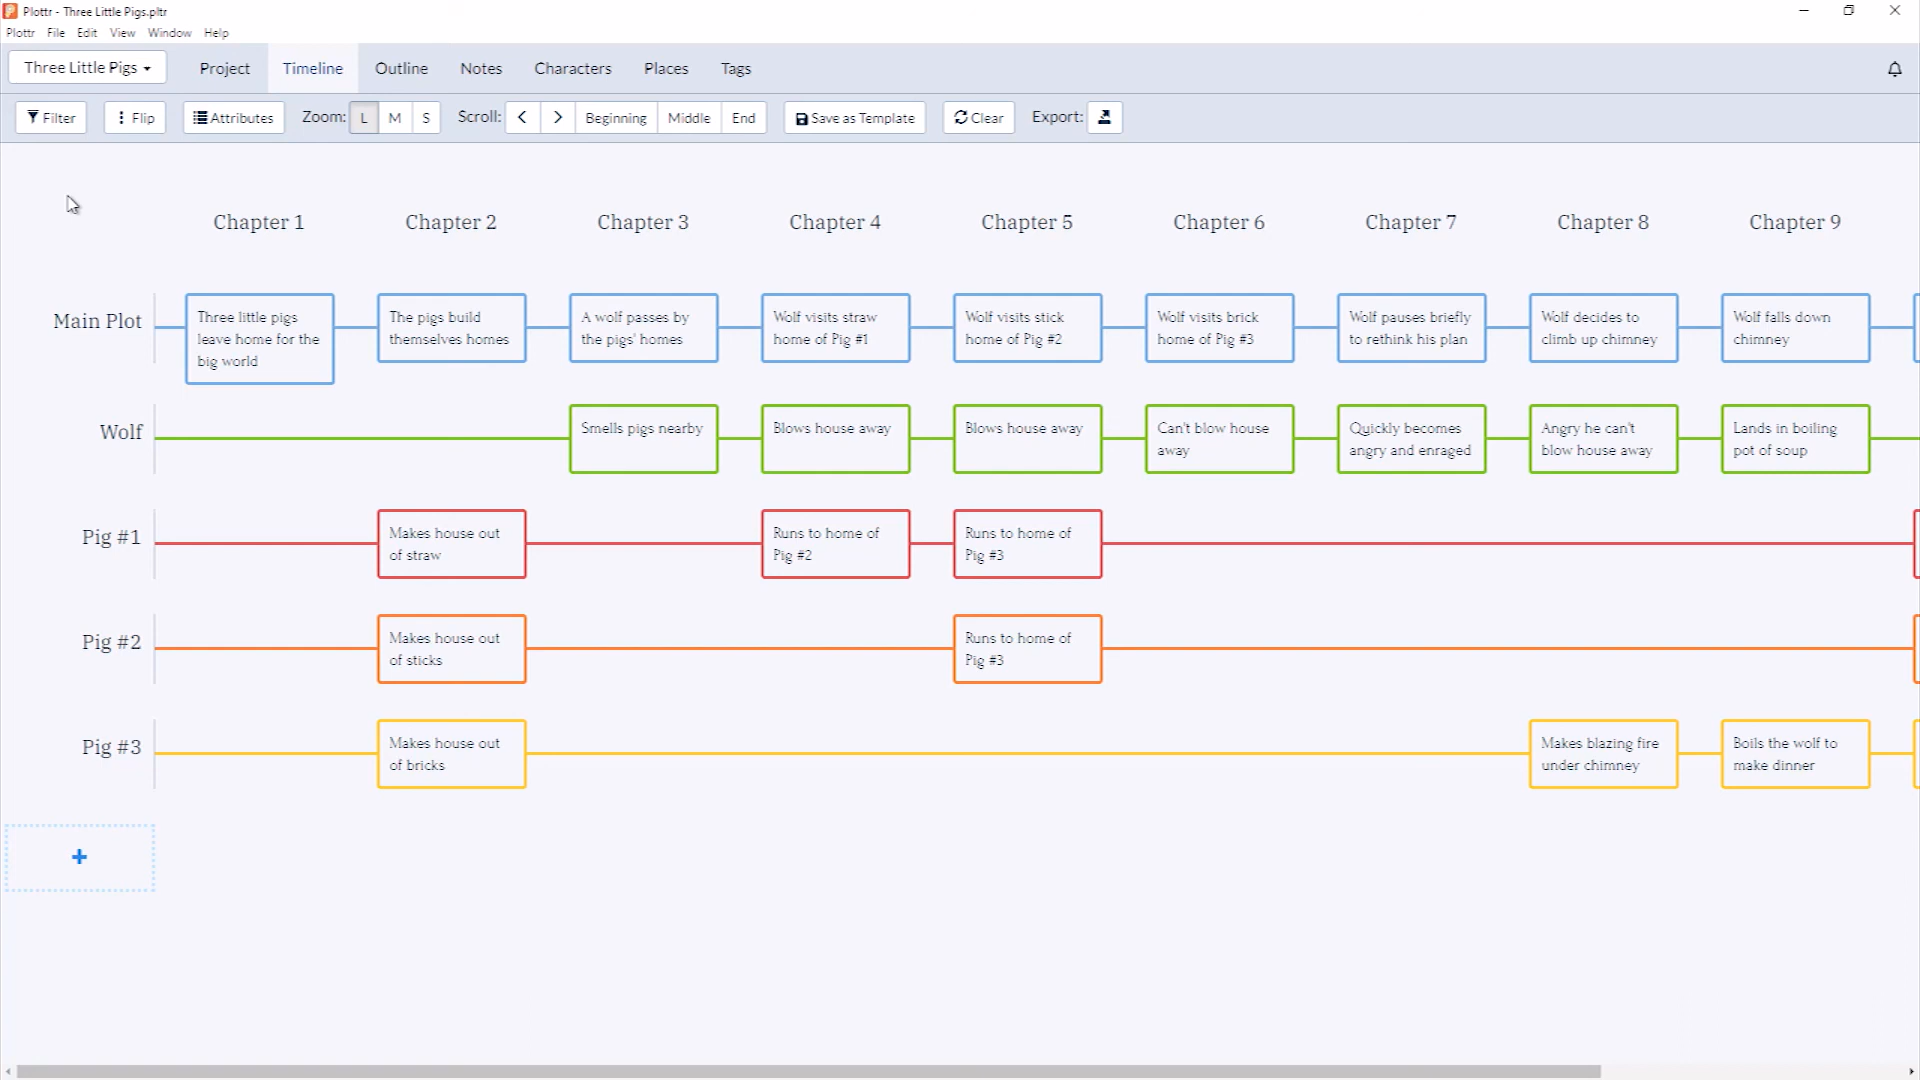 Plottr - Three Little Pigs.pltr
Plottr File Edit View Window Help
Three Little Pigs Project Timeline Outline Notes Characters Places Tags
Filter Flip Attributes Zoom: L M S Scroll: Beginning Middle End Save as Template Clear Export:
Chapter 1 Chapter 2 Chapter 3 Chapter 4 Chapter 5 Chapter 6 Chapter 7 Chapter 8 Chapter 9
Main Plot
Three little pigs
leave home for the
big world
The pigs build
themselves homes
A wolf passes by
the pigs' homes
Wolf visits straw
home of Pig #1
Wolf visits stick
home of Pig #2
Wolf visits brick
home of Pig #3
Wolf pauses briefly
to rethink his plan
Wolf decides to
climb up chimney
Wolf falls down
chimney
Wolf
Smells pigs nearby
Blows house away
Blows house away
Can't blow house
away
Quickly becomes
angry and enraged
Angry he can't
blow house away
Lands in boiling
pot of soup
Pig #1
Makes house out
of straw
Runs to home of
Pig #2
Runs to home of
Pig #3
Pig #2
Makes house out
of sticks
Runs to home of
Pig #3
Pig #3
Makes house out
of bricks
Makes blazing fire
under chimney
Boils the wolf to
make dinner
+